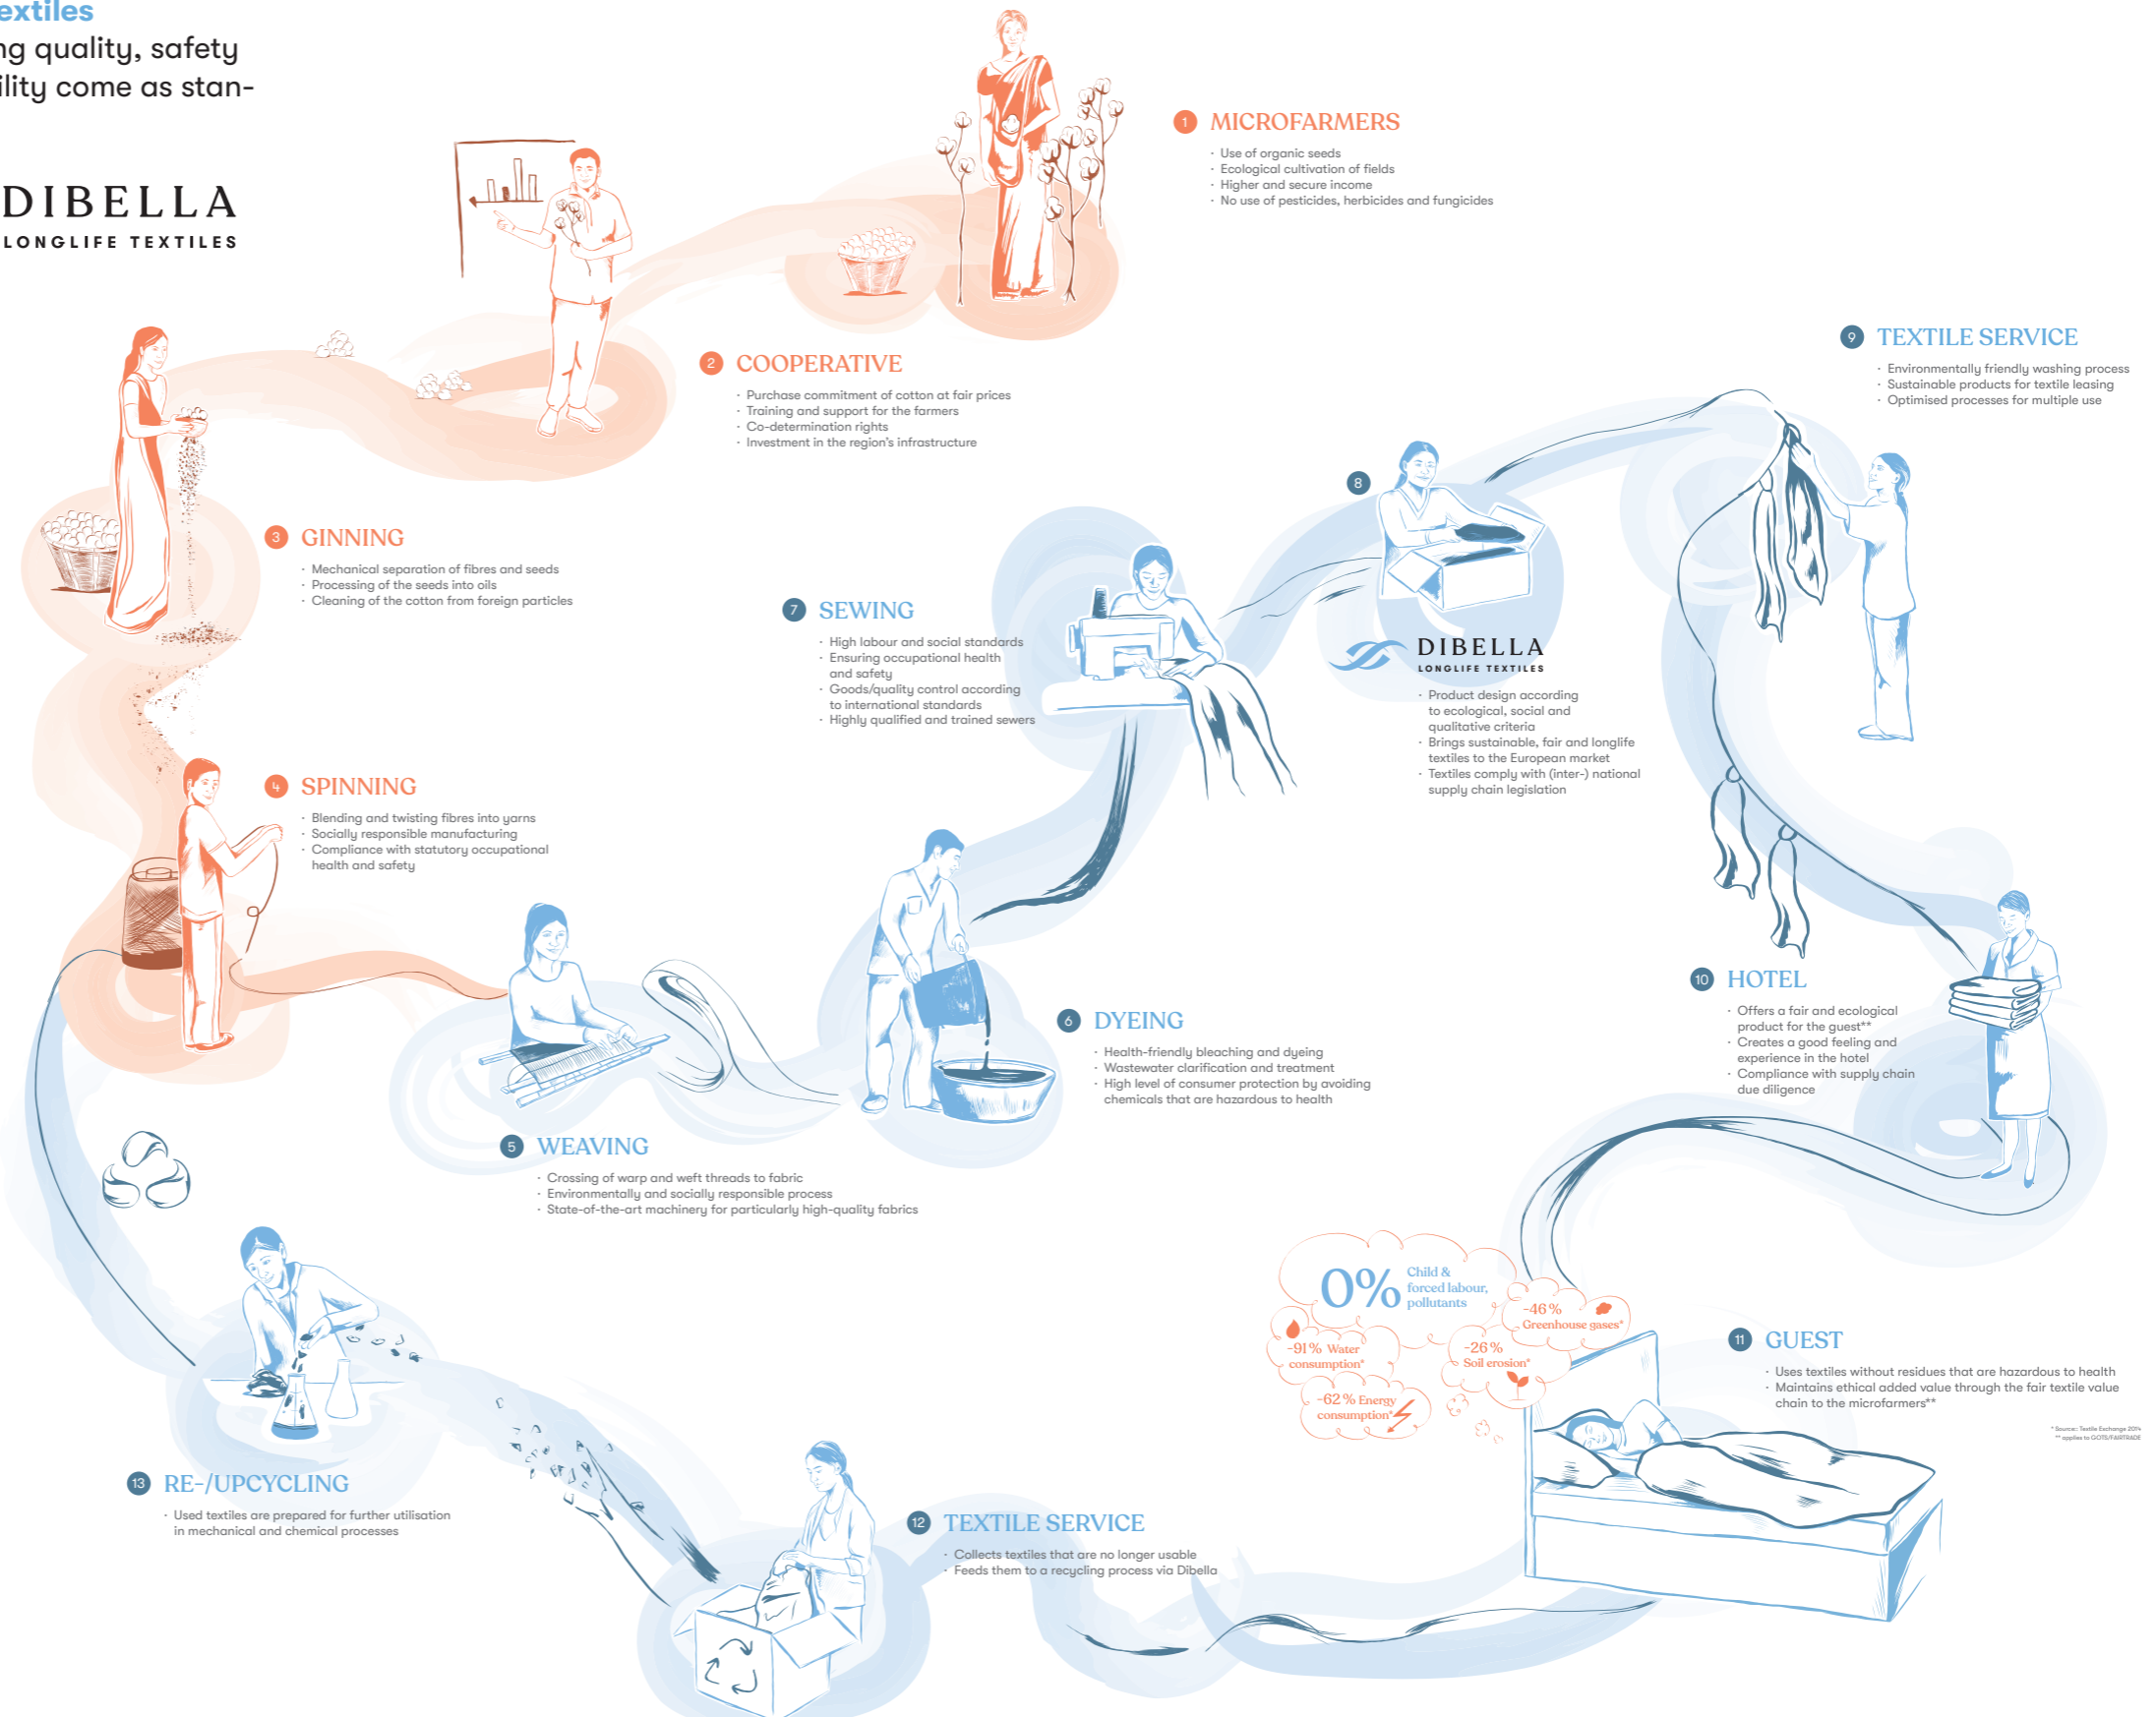 extiles
ng quality, safety
ility come as stan-
DIBELLA
LONGLIFE TEXTILES
1 MICROFARMERS
· Use of organic seeds
· Ecological cultivation of fields
· Higher and secure income
· No use of pesticides, herbicides and fungicides
2 COOPERATIVE
· Purchase commitment of cotton at fair prices
· Training and support for the farmers
· Co-determination rights
· Investment in the region's infrastructure
3 GINNING
· Mechanical separation of fibres and seeds
· Processing of the seeds into oils
· Cleaning of the cotton from foreign particles
4 SPINNING
· Blending and twisting fibres into yarns
· Socially responsible manufacturing
· Compliance with statutory occupational
health and safety
5 WEAVING
· Crossing of warp and weft threads to fabric
· Environmentally and socially responsible process
· State-of-the-art machinery for particularly high-quality fabrics
6 DYEING
· Health-friendly bleaching and dyeing
· Wastewater clarification and treatment
· High level of consumer protection by avoiding
chemicals that are hazardous to health
7 SEWING
· High labour and social standards
· Ensuring occupational health
and safety
· Goods/quality control according
to international standards
· Highly qualified and trained sewers
8
DIBELLA
LONGLIFE TEXTILES
· Product design according
to ecological, social and
qualitative criteria
· Brings sustainable, fair and longlife
textiles to the European market
· Textiles comply with (inter-) national
supply chain legislation
9 TEXTILE SERVICE
· Environmentally friendly washing process
· Sustainable products for textile leasing
· Optimised processes for multiple use
10 HOTEL
· Offers a fair and ecological
product for the guest**
· Creates a good feeling and
experience in the hotel
· Compliance with supply chain
due diligence
0% Child &
forced labour,
pollutants
-46%
Greenhouse gases*
-91% Water
consumption*
-26%
Soil erosion*
-62% Energy
consumption*
11 GUEST
· Uses textiles without residues that are hazardous to health
· Maintains ethical added value through the fair textile value
chain to the microfarmers**
* Source: Textile Exchange 2014
** applies to GOTS/FAIRTRADE
12 TEXTILE SERVICE
· Collects textiles that are no longer usable
· Feeds them to a recycling process via Dibella
13 RE-/UPCYCLING
· Used textiles are prepared for further utilisation
in mechanical and chemical processes